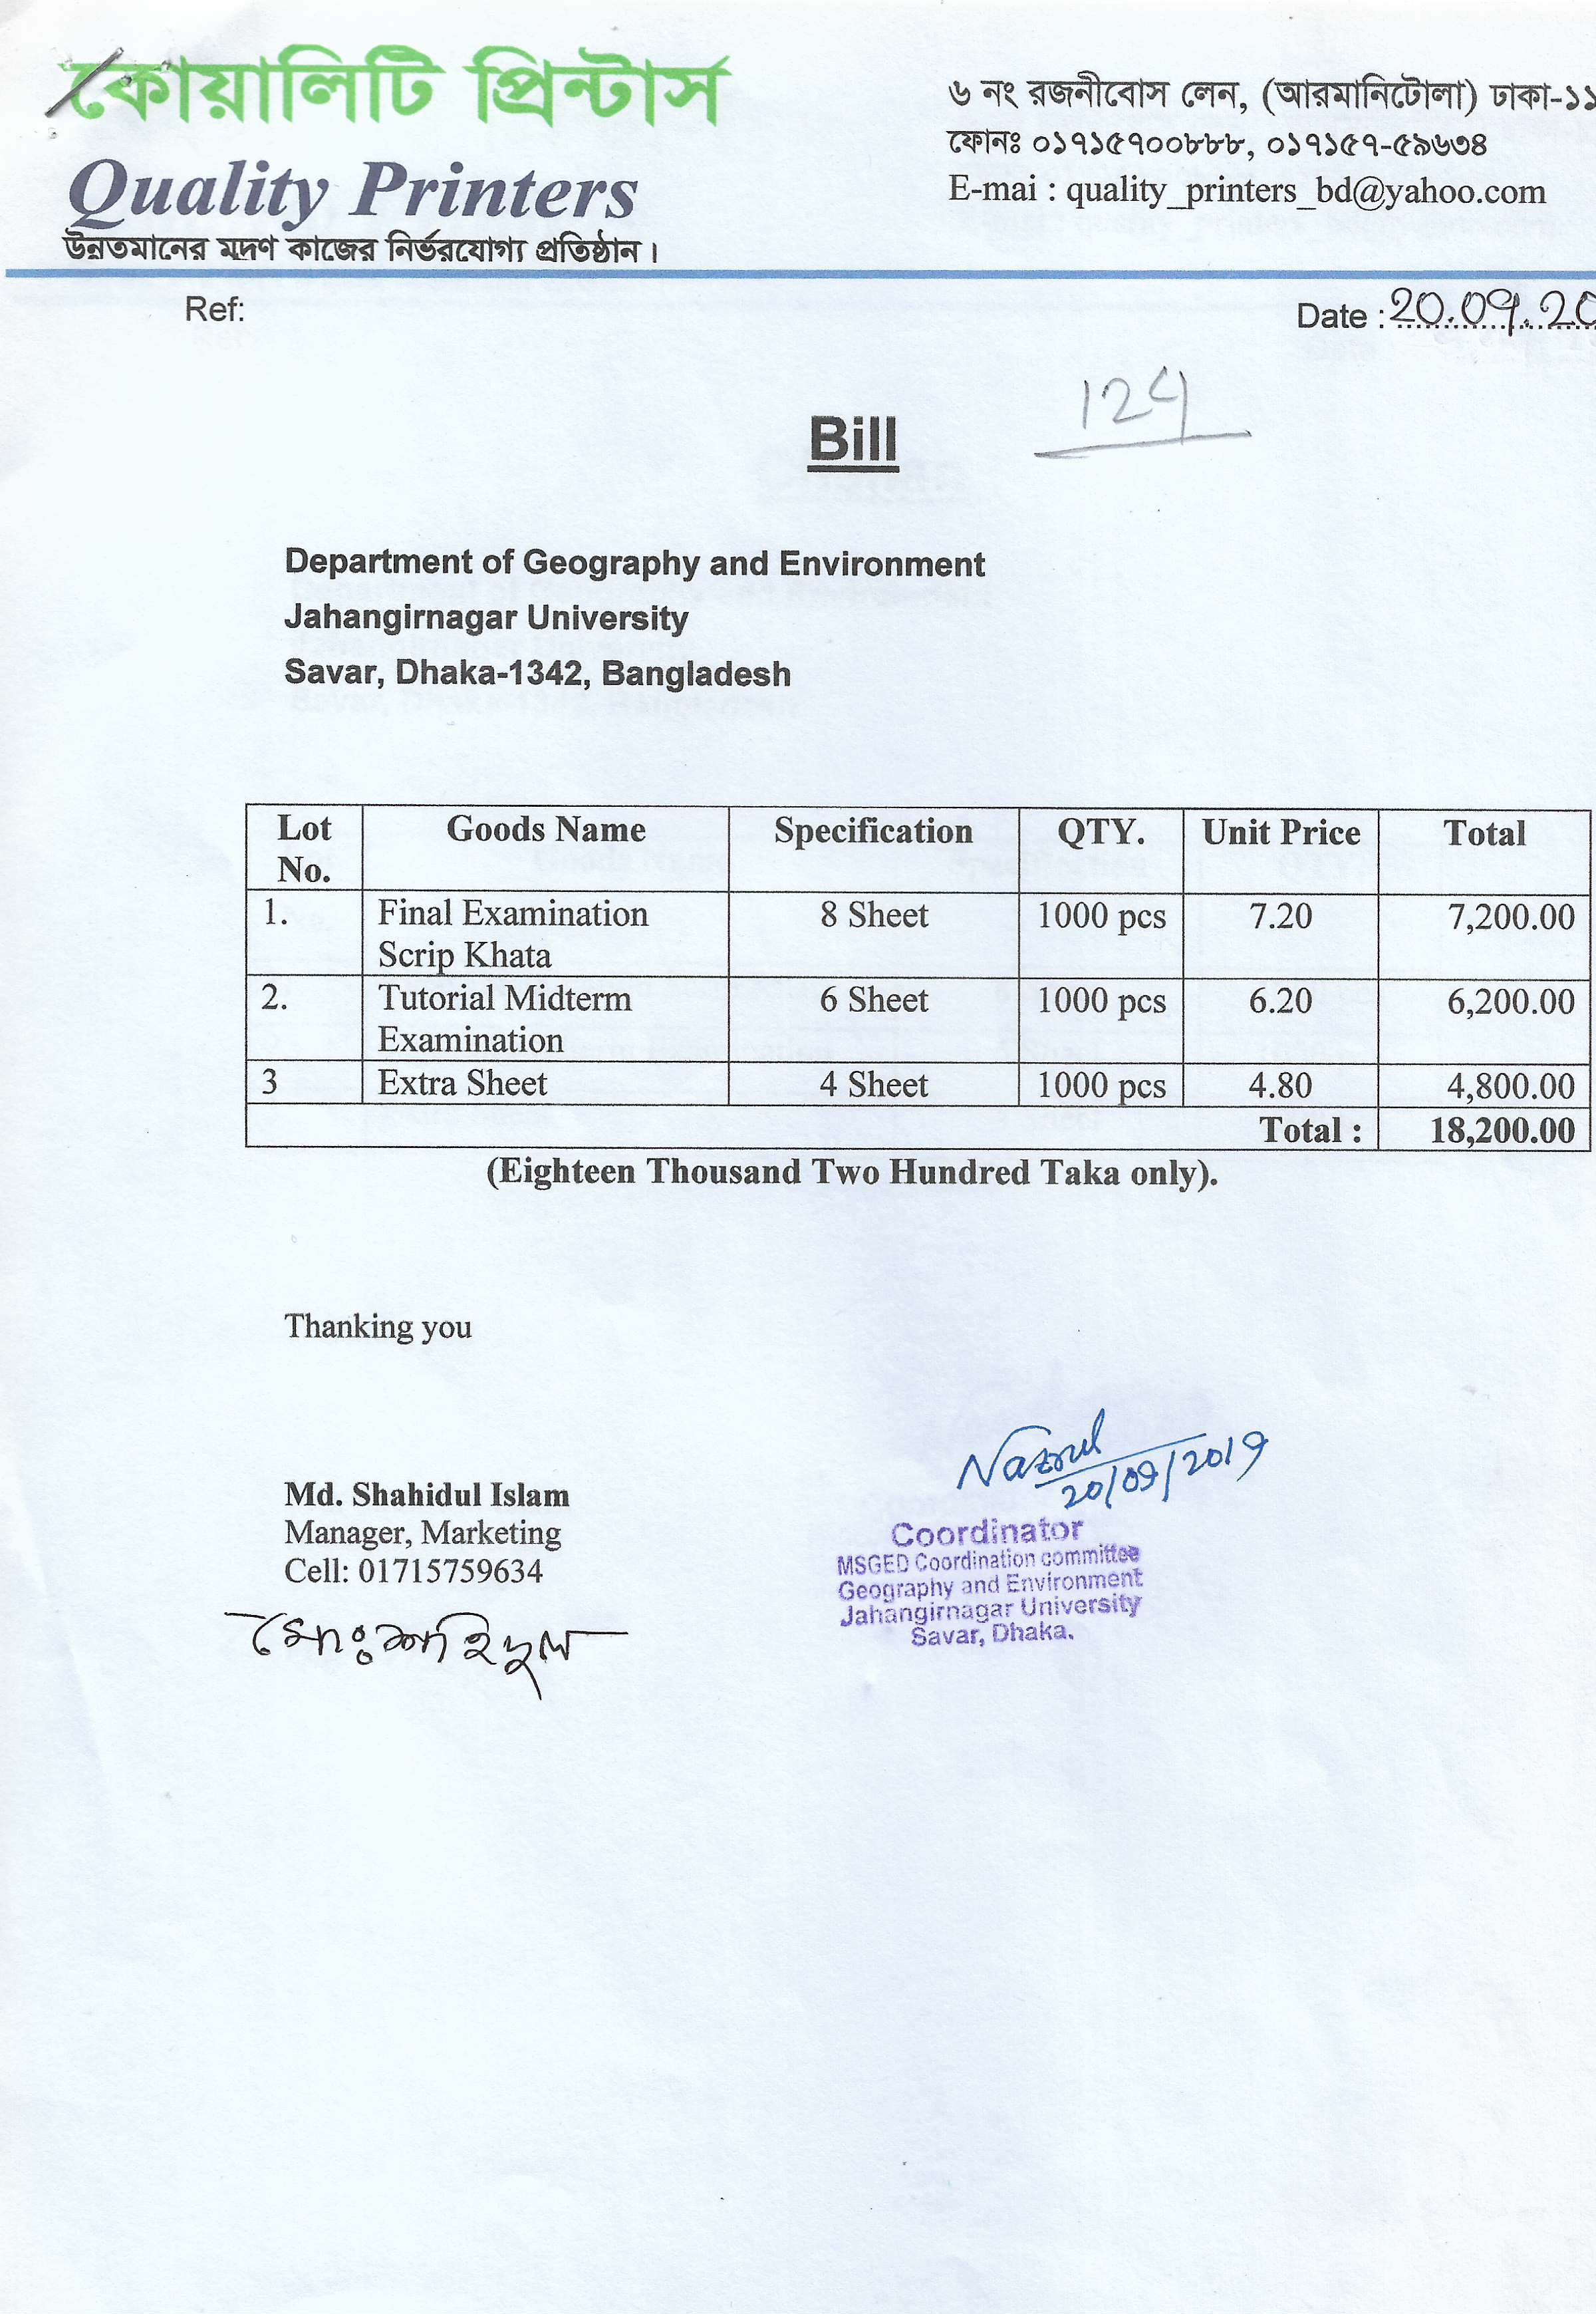 কোয়ালিটি প্রিন্টার্স
Quality Printers
উন্নতমানের মদ্রণ কাজের নির্ভরযোগ্য প্রতিষ্ঠান।
৬ নং রজনীবোস লেন, (আরমানিটোলা) ঢাকা-১১
ফোনঃ ০১৭১৫৭০০৮৮৮, ০১৭১৫৭-৫৯৬৩৪
E-mai : quality_printers_bd@yahoo.com
Ref:
Date : 20.09.20
Bill
Department of Geography and Environment
Jahangirnagar University
Savar, Dhaka-1342, Bangladesh
Lot No. Goods Name Specification QTY. Unit Price Total
1. Final Examination Scrip Khata 8 Sheet 1000 pcs 7.20 7,200.00
2. Tutorial Midterm Examination 6 Sheet 1000 pcs 6.20 6,200.00
3 Extra Sheet 4 Sheet 1000 pcs 4.80 4,800.00
Total : 18,200.00
(Eighteen Thousand Two Hundred Taka only).
Thanking you
Md. Shahidul Islam
Manager, Marketing
Cell: 01715759634
মোঃ শহিদুল
Nazrul
20/09/2019
Coordinator
MSGED Coordination committee
Geography and Environment
Jahangirnagar University
Savar, Dhaka.